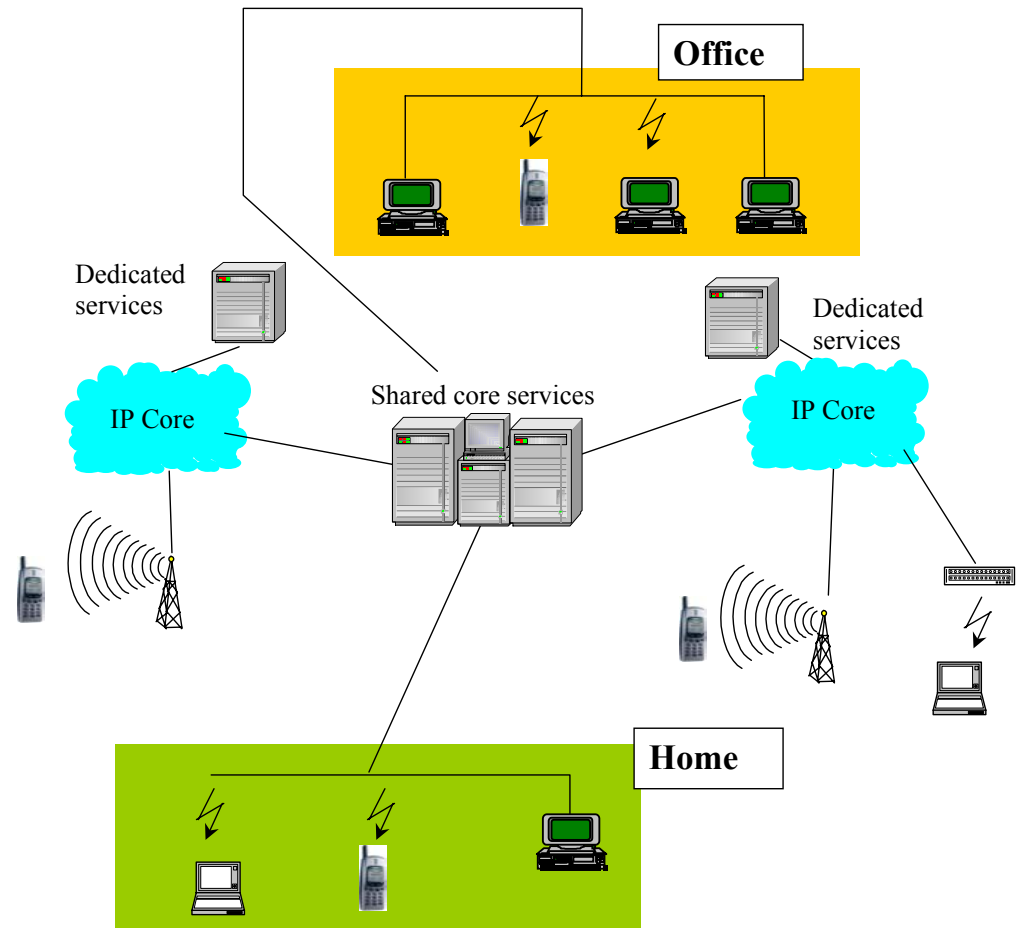 Office
Dedicated
services
Dedicated
services
Shared core services
IP Core
IP Core
Home